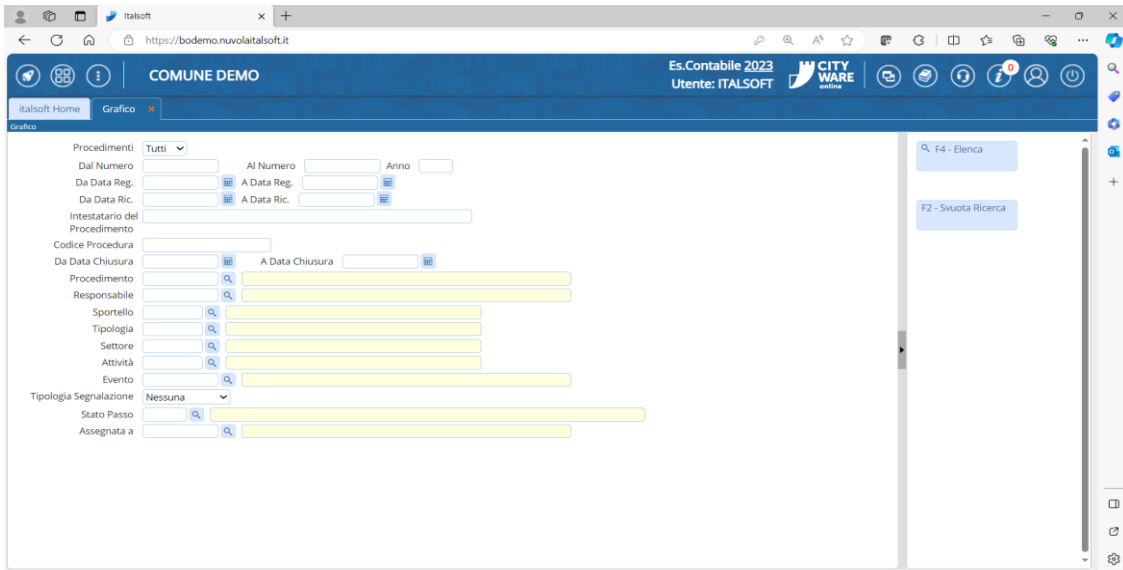 Italsoft
https://bodemo.nuvolaitalsoft.it
COMUNE DEMO
Es.Contabile 2023
Utente: ITALSOFT
CITY
WARE
online
0
italsoft Home
Grafico
Grafico
Procedimenti Tutti
Dal Numero Al Numero Anno
Da Data Reg. A Data Reg.
Da Data Ric. A Data Ric.
Intestatario del
Procedimento
Codice Procedura
Da Data Chiusura A Data Chiusura
Procedimento
Responsabile
Sportello
Tipologia
Settore
Attività
Evento
Tipologia Segnalazione Nessuna
Stato Passo
Assegnata a
F4 - Elenca
F2 - Svuota Ricerca